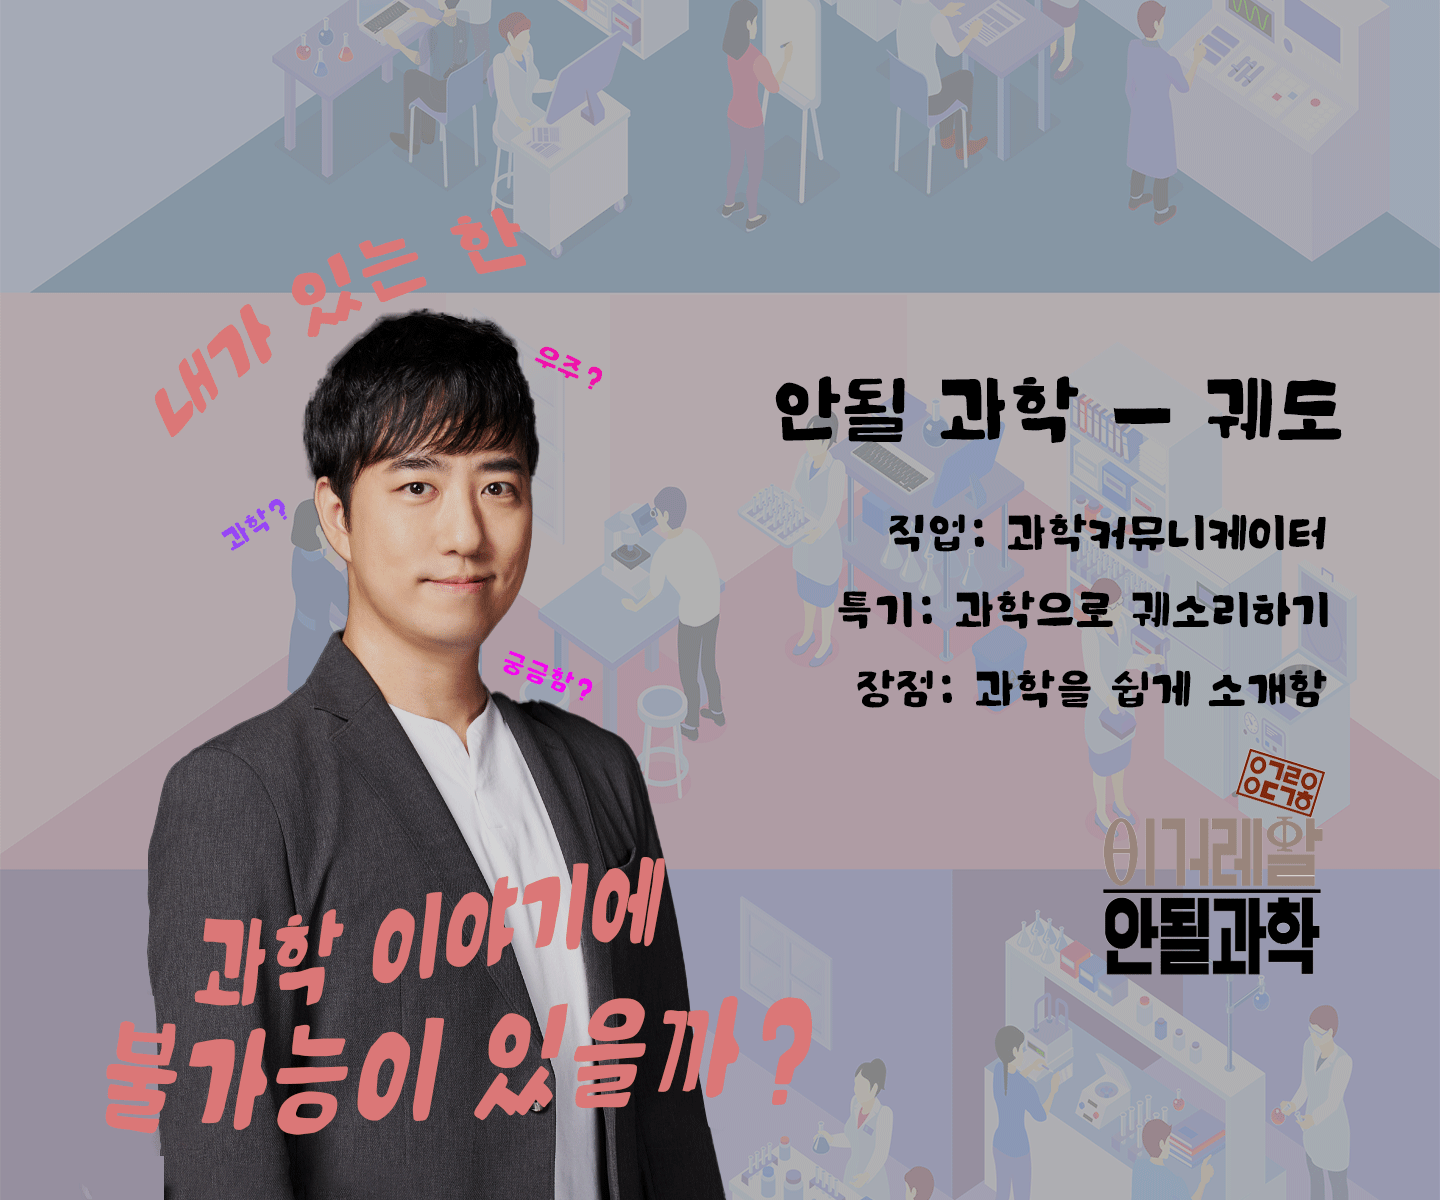 내가 있는 한
우주?
과학?
궁금함?
과학 이야기에
불가능이 있을까?
안될 과학 - 궤도
직업: 과학커뮤니케이터
특기: 과학으로 궤소리하기
장점: 과학을 쉽게 소개함
이거레알
안될과학